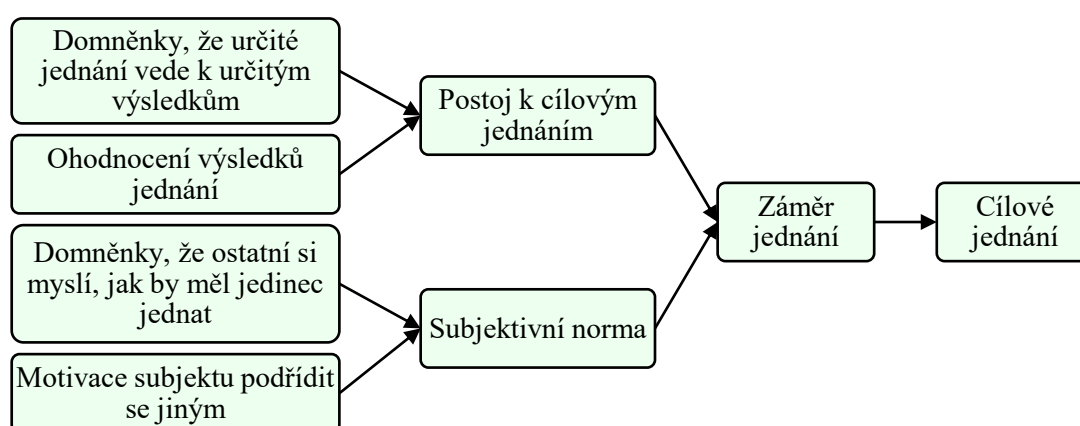 Domněnky, že určité
jednání vede k určitým
výsledkům
Ohodnocení výsledků
jednání
Domněnky, že ostatní si
myslí, jak by měl jedinec
jednat
Motivace subjektu podřídit
se jiným
Postoj k cílovým
jednáním
Subjektivní norma
Záměr
jednání
Cílové
jednání